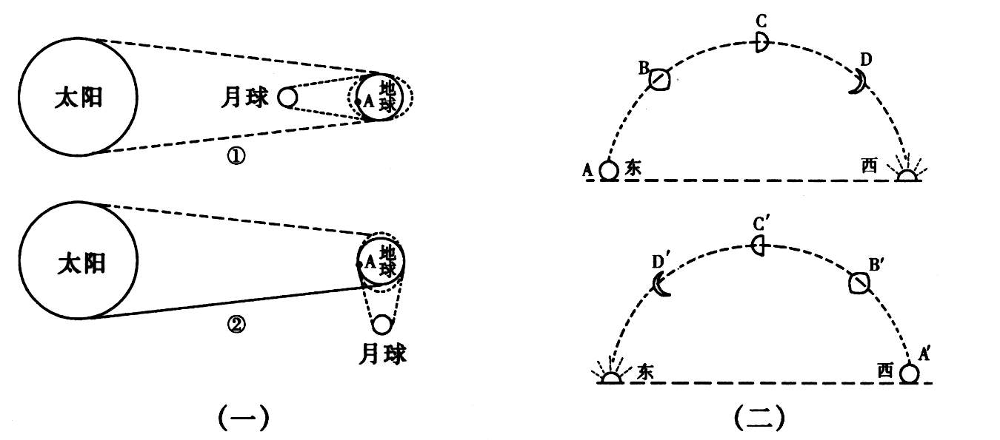 太阳
月球
A
地球
①
太阳
A
地球
②
月球
(一)
C
B
D
A
东
西
C′
D′
B′
A′
东
西
(二)